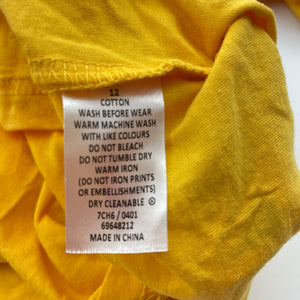 12
COTTON
WASH BEFORE WEAR
WARM MACHINE WASH
WITH LIKE COLOURS
DO NOT BLEACH
DO NOT TUMBLE DRY
WARM IRON
(DO NOT IRON PRINTS
OR EMBELLISHMENTS)
DRY CLEANABLE Ⓧ
7CH6 / 0401
69648212
MADE IN CHINA